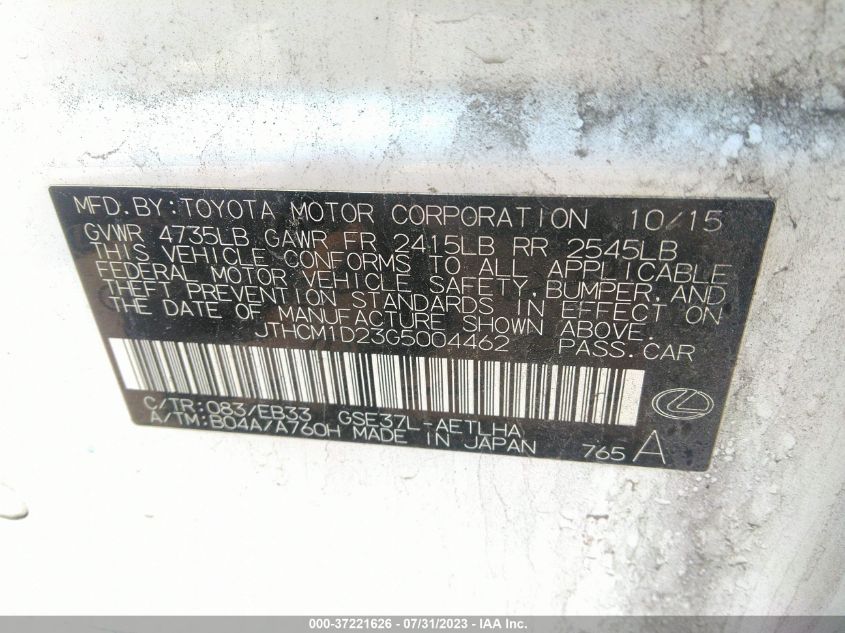 MFD.BY:TOYOTA MOTOR CORPORATION 10/15
GVWR 4735LB GAWR FR 2415LB RR 2545LB
THIS VEHICLE CONFORMS TO ALL APPLICABLE
FEDERAL MOTOR VEHICLE SAFETY, BUMPER, AND
THEFT PREVENTION STANDARDS IN EFFECT ON
THE DATE OF MANUFACTURE SHOWN ABOVE.
JTHCM1D23G5004462 PASS.CAR
C/TR:083/EB33 GSE37L-AETLHA
A/TM:B04A/A760H MADE IN JAPAN 765 A
000-37221626 - 07/31/2023 - IAA Inc.